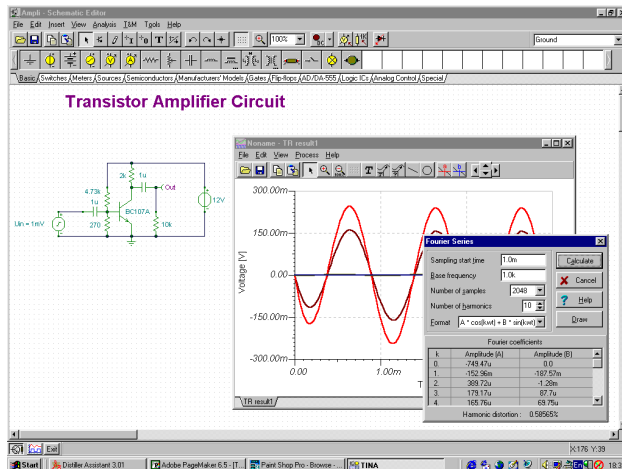 Ampli - Schematic Editor
File Edit Insert View Analysis T&M Tools Help
100%
Ground
Basic Switches Meters Sources Semiconductors Manufacturers' Models Gates Flip-flops AD/DA-555 Logic ICs Analog Control Special
Transistor Amplifier Circuit
2k 1u
Out
4.73k
1u
12V
BC107A
Uin = 1mV
270
10k
Noname - TR result1
File Edit View Process Help
300.00m
150.00m
0.00
-150.00m
-300.00m
Voltage [V]
0.00
1.00m
T
TR result1
Fourier Series
Sampling start time 1.0m Calculate
Base frequency 1.0k Cancel
Number of samples 2048 Help
Number of harmonics 10
Format A * cos(kwt) + B * sin(kwt) Draw
Fourier coefficients
k Amplitude (A) Amplitude (B)
0. -749.47u 0.0
1. -152.96m -187.57m
2. 389.72u -1.28m
3. 179.17u 87.7u
4. 165.76u 69.75u
Harmonic distortion : 0.58565%
Exit
X:176 Y:39
Start Distiller Assistant 3.01 Adobe PageMaker 6.5 - [T... Paint Shop Pro - Browse -... TINA